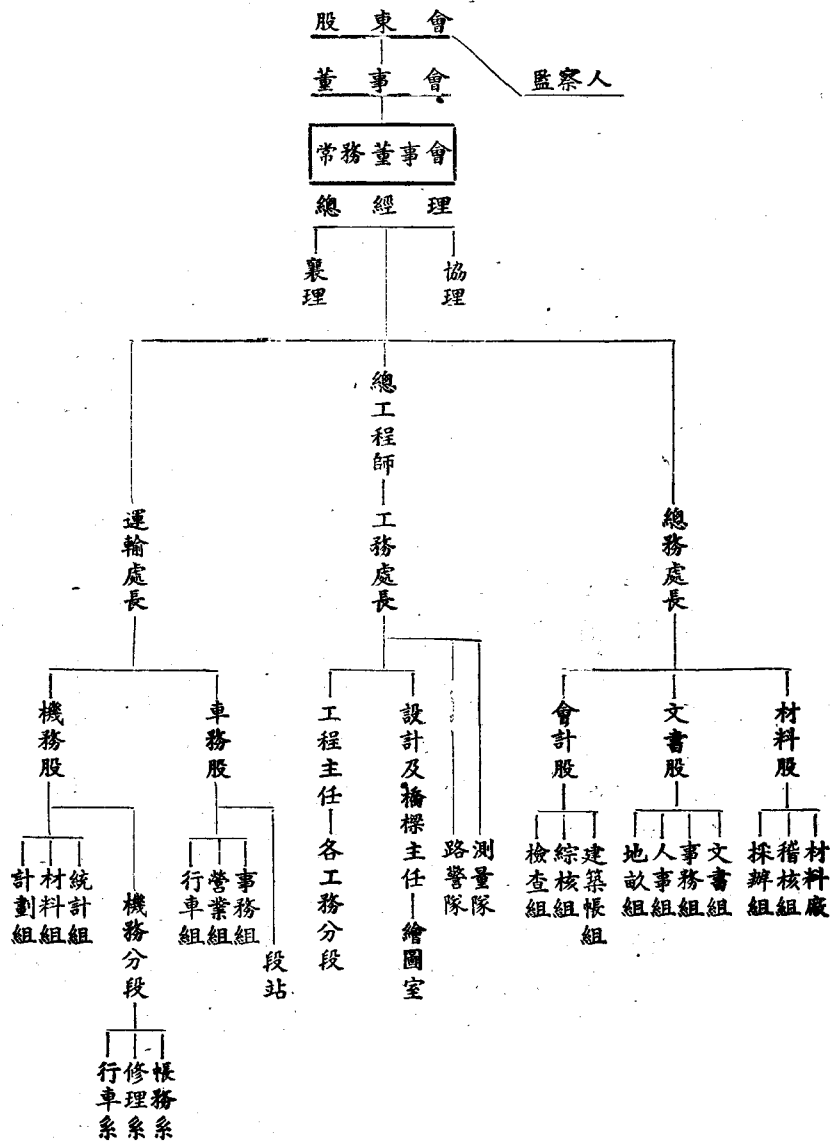 股東會
監察人
董事會
常務董事會
總經理
協理
襄理
總工程師
總務處長
工務處長
運輸處長
材料股
文書股
會計股
設計及橋樑主任
工程主任
車務股
機務股
材料廠
稽核組
採辦組
文書組
事務組
人事組
地畝組
建築帳組
綜核組
檢查組
測量隊
路警隊
繪圖室
各工務分段
段站
事務組
營業組
行車組
機務分段
統計組
材料組
計劃組
帳務系
修理系
行車系